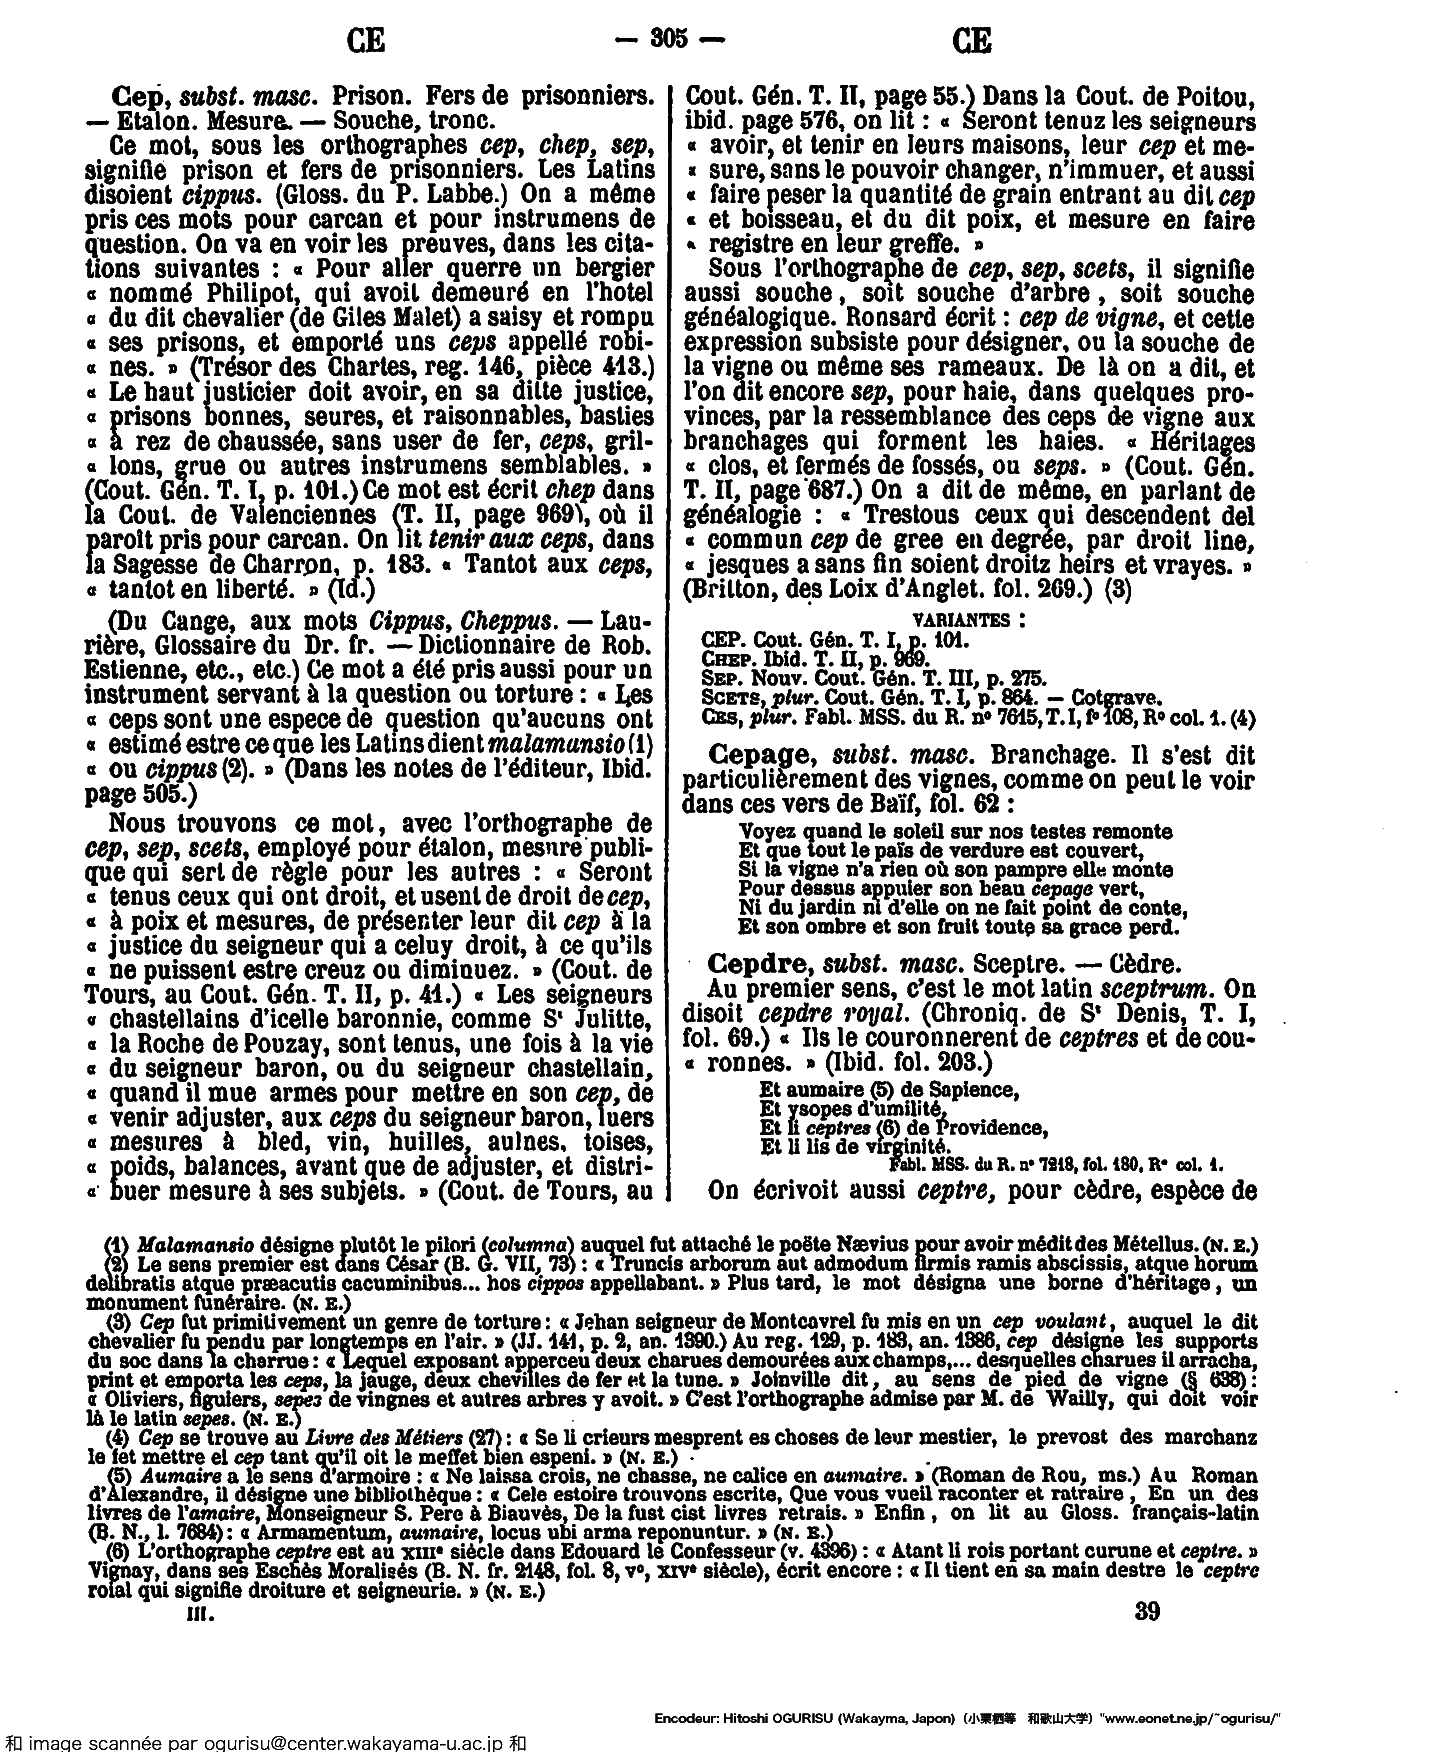 CE — 305 — CE
Cep, subst. masc. Prison. Fers de prisonniers.
— Etalon. Mesure. — Souche, tronc.
Ce mot, sous les orthographes cep, chep, sep,
signifie prison et fers de prisonniers. Les Latins
disoient cippus. (Gloss. du P. Labbe.) On a même
pris ces mots pour carcan et pour instrumens de
question. On va en voir les preuves, dans les cita-
tions suivantes : « Pour aller querre un bergier
« nommé Philipot, qui avoit demeuré en l'hotel
« du dit chevalier (de Giles Malet) a saisy et rompu
« ses prisons, et emporté uns ceps appellé robi-
« nes. » (Trésor des Chartes, reg. 146, pièce 413.)
« Le haut justicier doit avoir, en sa ditte justice,
« prisons bonnes, seures, et raisonnables, basties
« à rez de chaussée, sans user de fer, ceps, gril-
« lons, grue ou autres instrumens semblables. »
(Cout. Gén. T. I, p. 101.) Ce mot est écrit chep dans
la Cout. de Valenciennes (T. II, page 969), où il
paroît pris pour carcan. On lit tenir aux ceps, dans
la Sagesse de Charron, p. 183. « Tantot aux ceps,
« tantot en liberté. » (Id.)
(Du Cange, aux mots Cippus, Cheppus. — Lau-
rière, Glossaire du Dr. fr. — Dictionnaire de Rob.
Estienne, etc., etc.) Ce mot a été pris aussi pour un
instrument servant à la question ou torture : « Les
« ceps sont une espece de question qu'aucuns ont
« estimé estre ce que les Latins dient malamansio (1)
« ou cippus (2). » (Dans les notes de l'éditeur, Ibid.
page 505.)
Nous trouvons ce mot, avec l'orthographe de
cep, sep, scets, employé pour étalon, mesure publi-
que qui sert de règle pour les autres : « Seront
« tenus ceux qui ont droit, et usent de droit de cep,
« à poix et mesures, de présenter leur dit cep à la
« justice du seigneur qui a celuy droit, à ce qu'ils
« ne puissent estre creuz ou diminuez. » (Cout. de
Tours, au Cout. Gén. T. II, p. 41.) « Les seigneurs
« chastellains d'icelle baronnie, comme St Julitte,
« la Roche de Pouzay, sont tenus, une fois à la vie
« du seigneur baron, ou du seigneur chastellain,
« quand il mue armes pour mettre en son cep, de
« venir adjuster, aux ceps du seigneur baron, luers
« mesures à bled, vin, huilles, aulnes, toises,
« poids, balances, avant que de adjuster, et distri-
« buer mesure à ses subjets. » (Cout. de Tours, au
Cout. Gén. T. II, page 55.) Dans la Cout. de Poitou,
ibid. page 576, on lit : « Seront tenuz les seigneurs
« avoir, et tenir en leurs maisons, leur cep et me-
« sure, sans le pouvoir changer, n'immuer, et aussi
« faire peser la quantité de grain entrant au dit cep
« et boisseau, et du dit poix, et mesure en faire
« registre en leur greffe. »
Sous l'orthographe de cep, sep, scets, il signifie
aussi souche, soit souche d'arbre, soit souche
généalogique. Ronsard écrit : cep de vigne, et cette
expression subsiste pour désigner, ou la souche de
la vigne ou même ses rameaux. De là on a dit, et
l'on dit encore sep, pour haie, dans quelques pro-
vinces, par la ressemblance des ceps de vigne aux
branchages qui forment les haies. « Héritages
« clos, et fermés de fossés, ou seps. » (Cout. Gén.
T. II, page 687.) On a dit de même, en parlant de
généalogie : « Trestous ceux qui descendent del
« commun cep de gree en degrée, par droit line,
« jesques a sans fin soient droitz heirs et vrayes. »
(Britton, des Loix d'Anglet. fol. 269.) (3)
VARIANTES :
CEP. Cout. Gén. T. I, p. 101.
CHEP. Ibid. T. II, p. 969.
SEP. Nouv. Cout. Gén. T. III, p. 275.
SCETS, plur. Cout. Gén. T. I, p. 864. — Cotgrave.
CES, plur. Fabl. MSS. du R. nº 7615, T. I, fº 108, Rº col. 1. (4)
Cepage, subst. masc. Branchage. Il s'est dit
particulièrement des vignes, comme on peut le voir
dans ces vers de Baïf, fol. 62 :
Voyez quand le soleil sur nos testes remonte
Et que tout le païs de verdure est couvert,
Si la vigne n'a rien où son pampre elle monte
Pour dessus appuier son beau cepage vert,
Ni du jardin ni d'elle on ne fait point de conte,
Et son ombre et son fruit toute sa grace perd.
Cepdre, subst. masc. Sceptre. — Cèdre.
Au premier sens, c'est le mot latin sceptrum. On
disoit cepdre royal. (Chroniq. de St Denis, T. I,
fol. 69.) « Ils le couronnerent de ceptres et de cou-
« ronnes. » (Ibid. fol. 203.)
Et aumaire (5) de Sapience,
Et ysopes d'umilité,
Et li ceptres (6) de Providence,
Et li lis de virginité.
Fabl. MSS. du R. nº 7218, fol. 180, Rº col. 1.
On écrivoit aussi ceptre, pour cèdre, espèce de
(1) Malamansio désigne plutôt le pilori (columna) auquel fut attaché le poëte Nævius pour avoir médit des Métellus. (N. E.)
(2) Le sens premier est dans César (B. G. VII, 73) : « Truncis arborum aut admodum firmis ramis abscissis, atque horum
delibratis atque præacutis cacuminibus... hos cippos appellabant. » Plus tard, le mot désigna une borne d'héritage, un
monument funéraire. (N. E.)
(3) Cep fut primitivement un genre de torture : « Jehan seigneur de Montcavrel fu mis en un cep voulant, auquel le dit
chevalier fu pendu par longtemps en l'air. » (JJ. 141, p. 2, an. 1390.) Au reg. 129, p. 183, an. 1386, cep désigne les supports
du soc dans la charrue : « Lequel exposant apperceu deux charues demourées aux champs,... desquelles charues il arracha,
print et emporta les ceps, la jauge, deux chevilles de fer et la tune. » Joinville dit, au sens de pied de vigne (§ 638) :
« Oliviers, figuiers, sepes de vingnes et autres arbres y avoit. » C'est l'orthographe admise par M. de Wailly, qui doit voir
là le latin sepes. (N. E.)
(4) Cep se trouve au Livre des Métiers (27) : « Se li crieurs mesprent es choses de leur mestier, le prevost des marchanz
le fet mettre el cep tant qu'il oit le meffet bien espeni. » (N. E.)
(5) Aumaire a le sens d'armoire : « Ne laissa crois, ne chasse, ne calice en aumaire. » (Roman de Rou, ms.) Au Roman
d'Alexandre, il désigne une bibliothèque : « Cele estoire trouvons escrite, Que vous vueil raconter et ratraire, En un des
livres de l'amaire, Monseigneur S. Pere à Biauvès, De la fust cist livres retrais. » Enfin, on lit au Gloss. français-latin
(B. N., l. 7684) : « Armamentum, aumaire, locus ubi arma reponuntur. » (N. E.)
(6) L'orthographe ceptre est au XIIIe siècle dans Edouard le Confesseur (v. 4396) : « Atant li rois portant curune et ceptre. »
Vignay, dans ses Eschès Moralisés (B. N. fr. 2148, fol. 8, vº, XIVe siècle), écrit encore : « Il tient en sa main destre le ceptre
roial qui signifie droiture et seigneurie. » (N. E.)
III. 39
Encodeur: Hitoshi OGURISU (Wakayma, Japon) (小栗栖等 和歌山大学) "www.eonet.ne.jp/~ogurisu/"
和 image scannée par ogurisu@center.wakayama-u.ac.jp 和